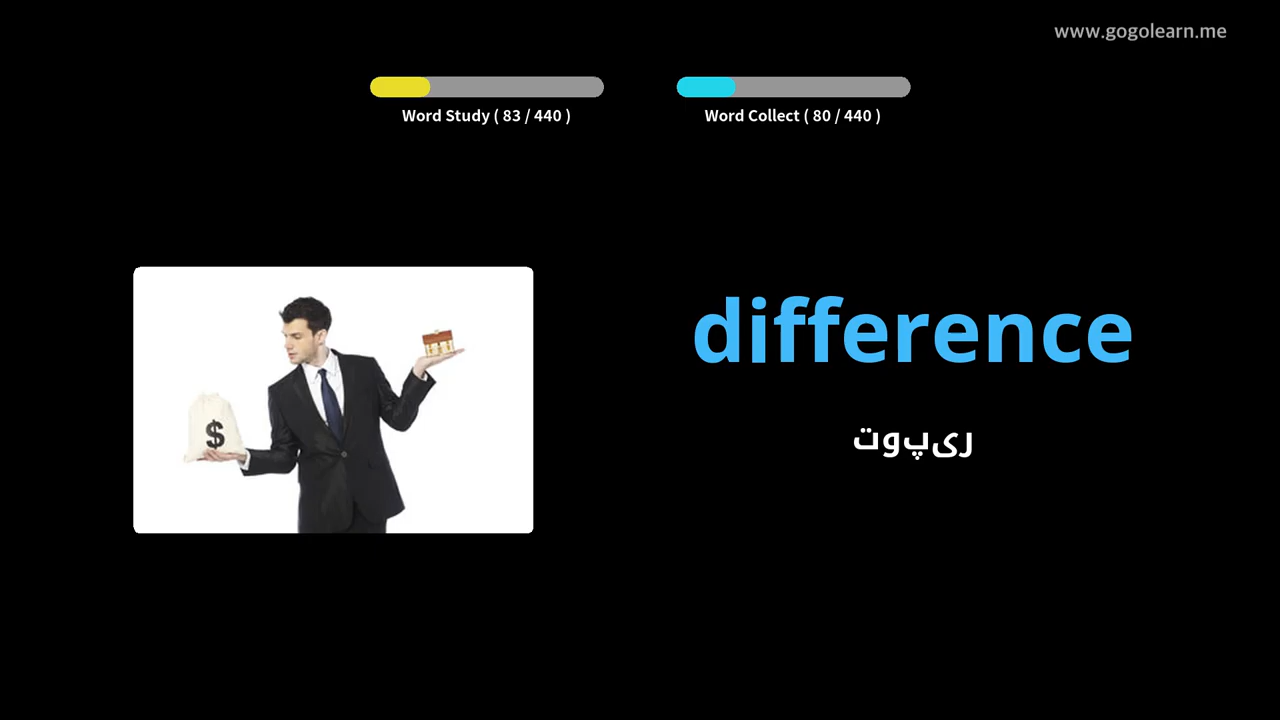 www.gogolearn.me
Word Study ( 83 / 440 )
Word Collect ( 80 / 440 )
difference
ریپوت